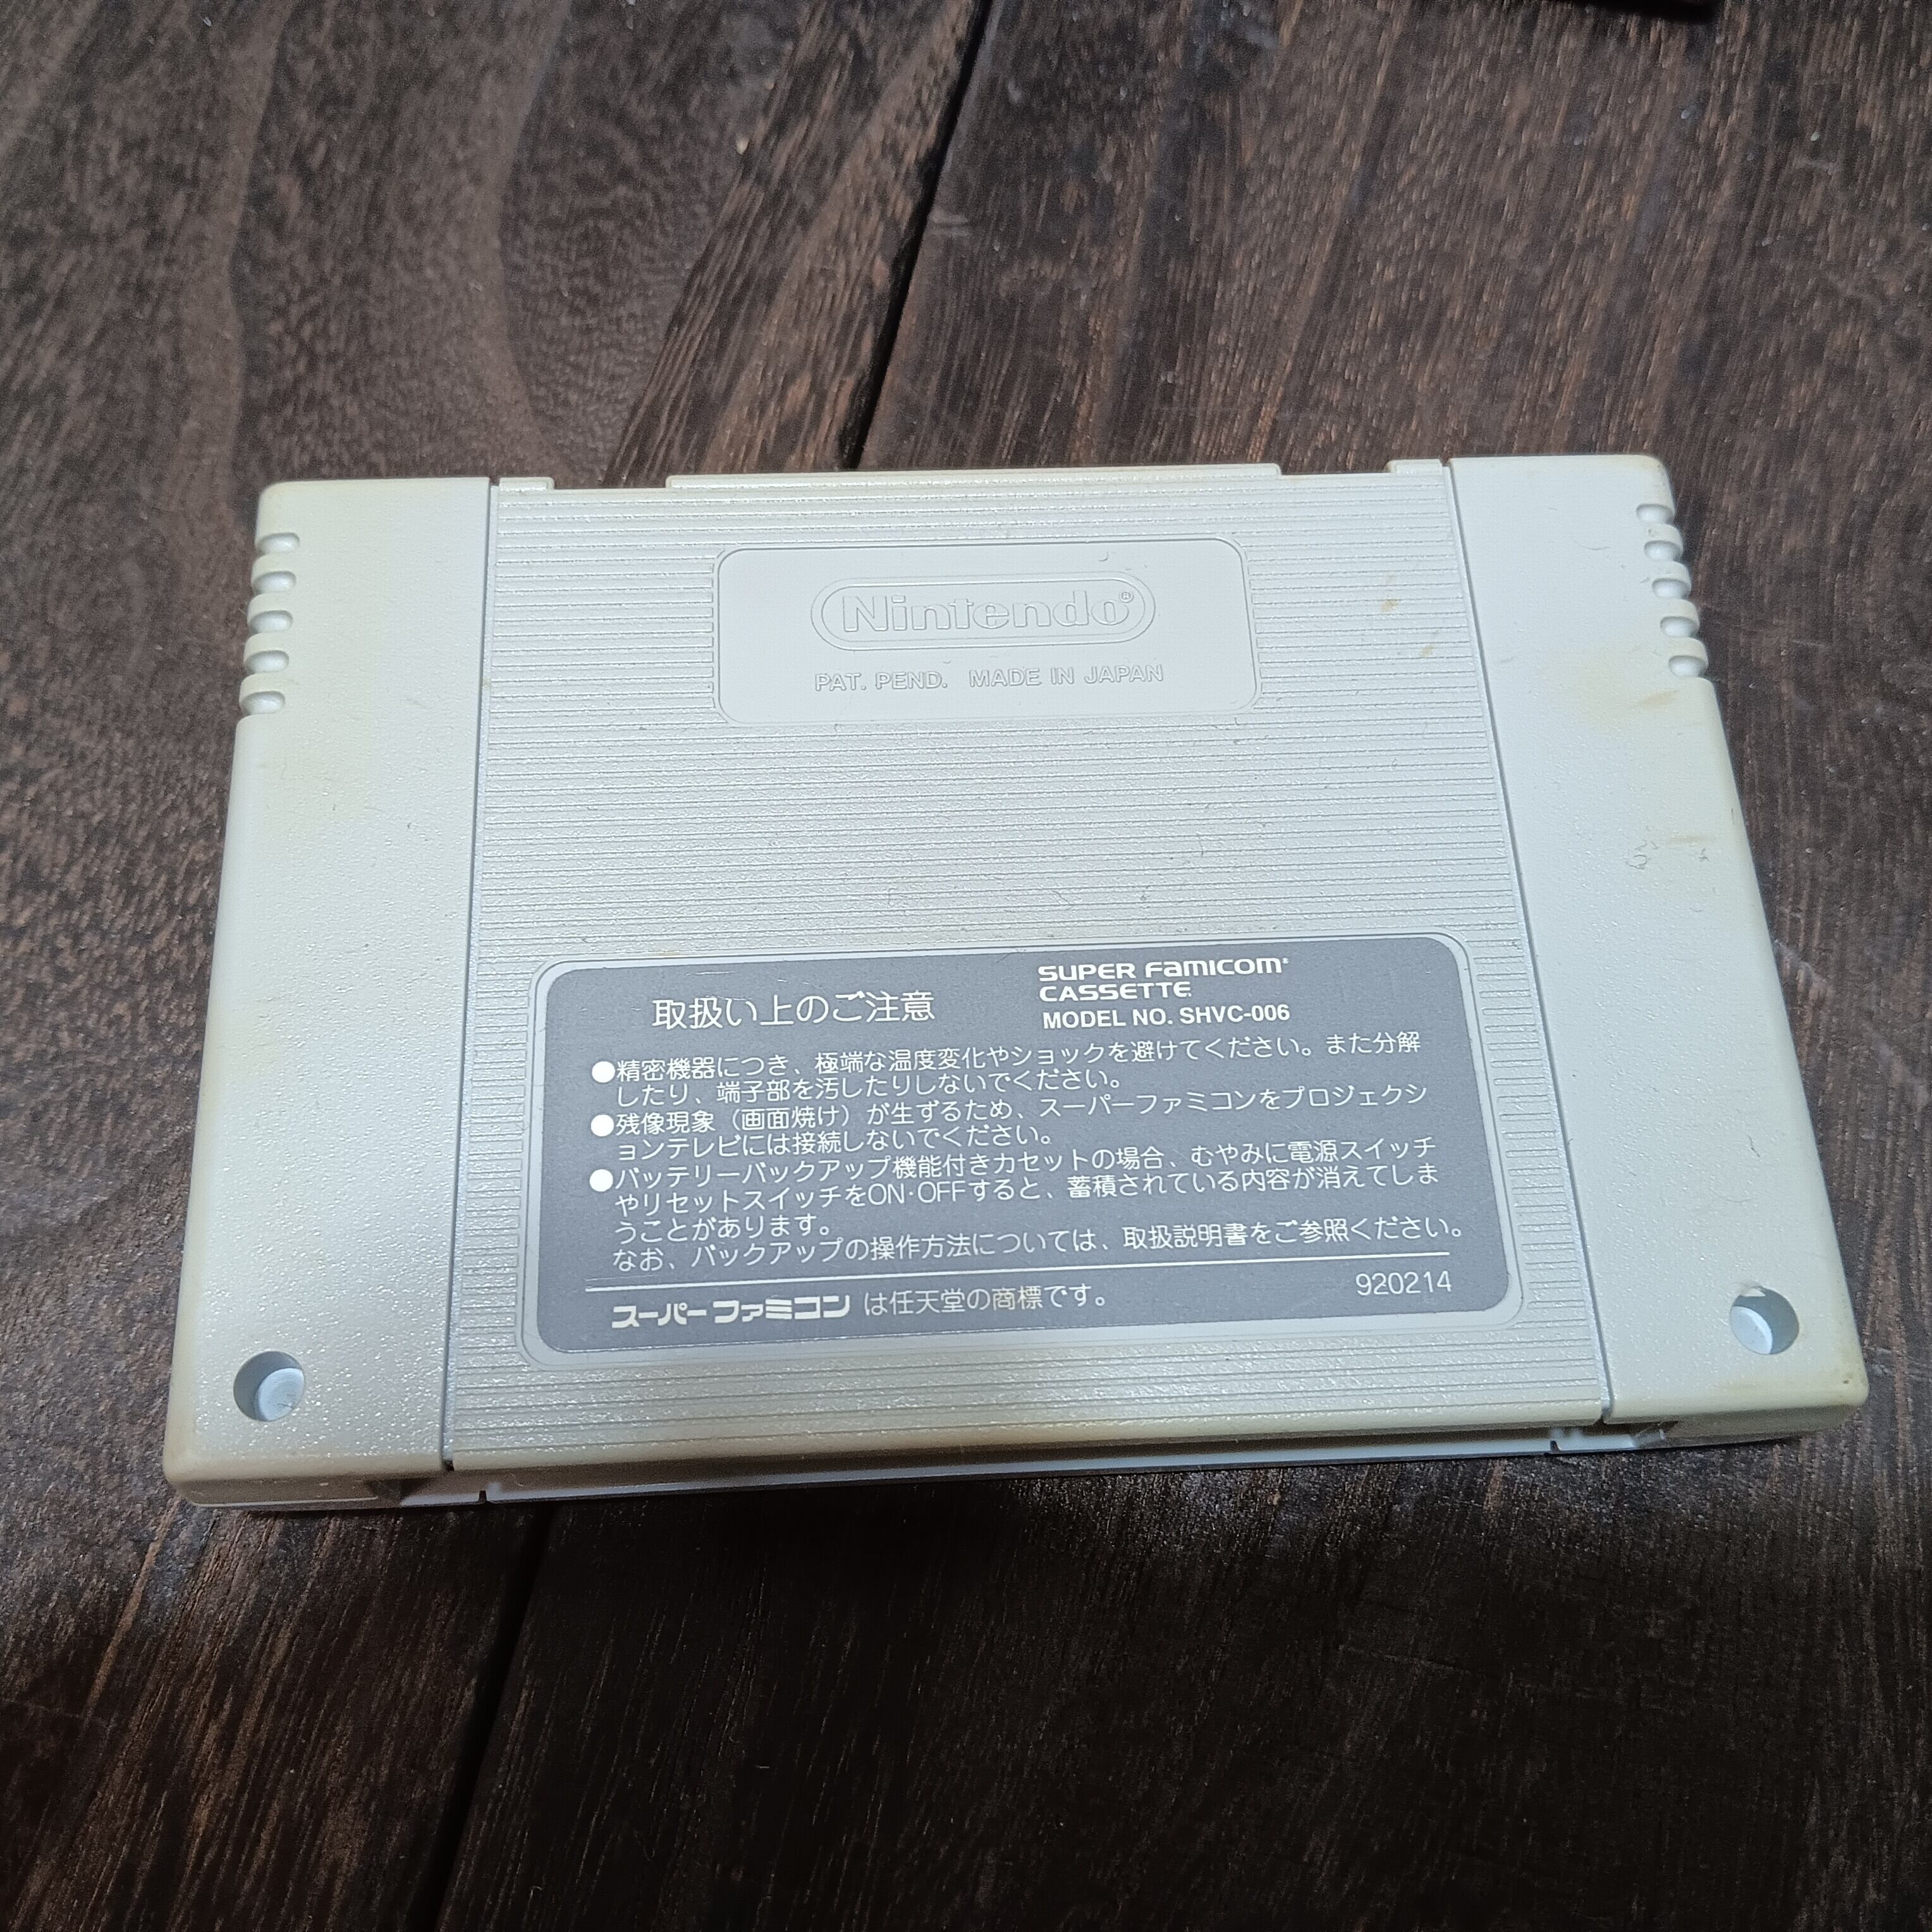 Nintendo®
PAT. PEND. MADE IN JAPAN
取扱い上のご注意
SUPER FAMICOM
CASSETTE
MODEL NO. SHVC-006
●精密機器につき、極端な温度変化やショックを避けてください。また分解
したり、端子部を汚したりしないでください。
●残像現象（画面焼け）が生ずるため、スーパーファミコンをプロジェクシ
ョンテレビには接続しないでください。
●バッテリーバックアップ機能付きカセットの場合、むやみに電源スイッチ
やリセットスイッチをON･OFFすると、蓄積されている内容が消えてしま
うことがあります。
なお、バックアップの操作方法については、取扱説明書をご参照ください。
スーパーファミコン は任天堂の商標です。
920214